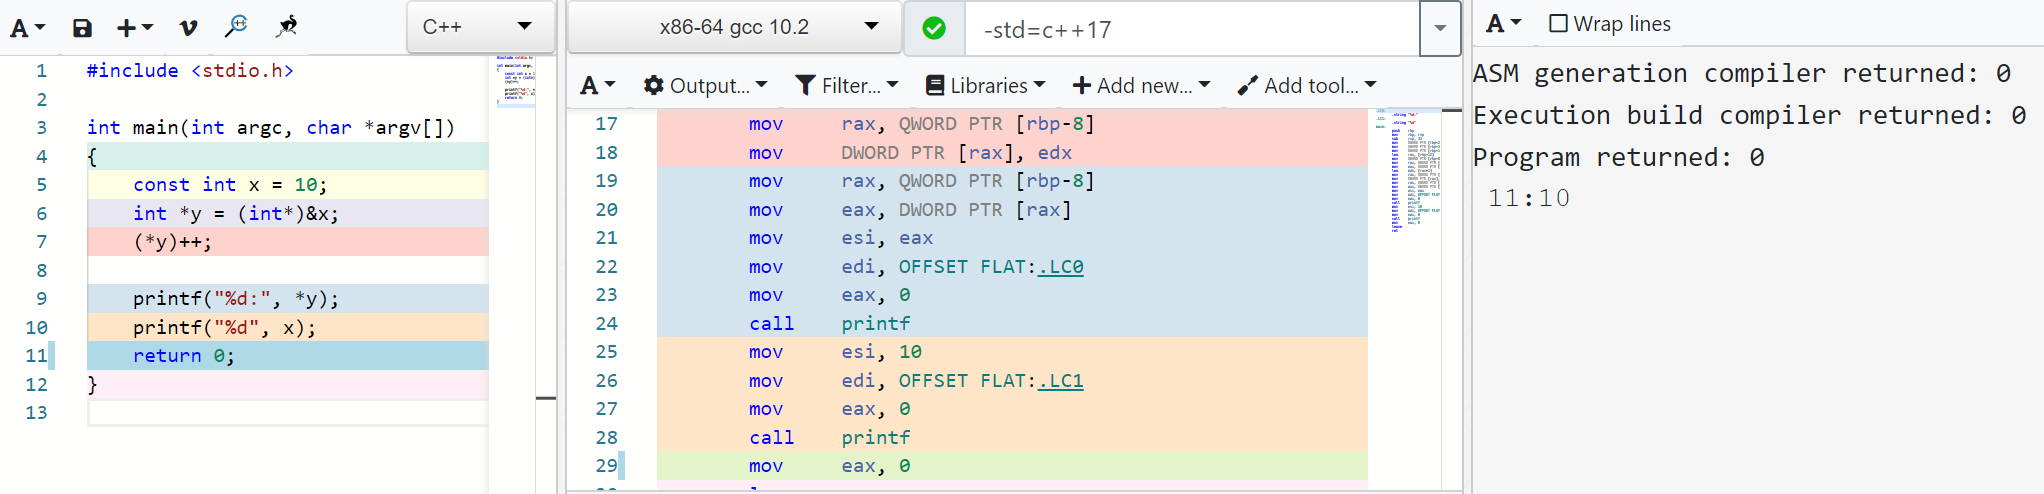 A
C++
1 #include <stdio.h>
2
3 int main(int argc, char *argv[])
4 {
5 const int x = 10;
6 int *y = (int*)&x;
7 (*y)++;
8
9 printf("%d:", *y);
10 printf("%d", x);
11 return 0;
12 }
13
x86-64 gcc 10.2
-std=c++17
A Output... Filter... Libraries Add new... Add tool...
17 mov rax, QWORD PTR [rbp-8]
18 mov DWORD PTR [rax], edx
19 mov rax, QWORD PTR [rbp-8]
20 mov eax, DWORD PTR [rax]
21 mov esi, eax
22 mov edi, OFFSET FLAT:.LC0
23 mov eax, 0
24 call printf
25 mov esi, 10
26 mov edi, OFFSET FLAT:.LC1
27 mov eax, 0
28 call printf
29 mov eax, 0
A Wrap lines
ASM generation compiler returned: 0
Execution build compiler returned: 0
Program returned: 0
11:10